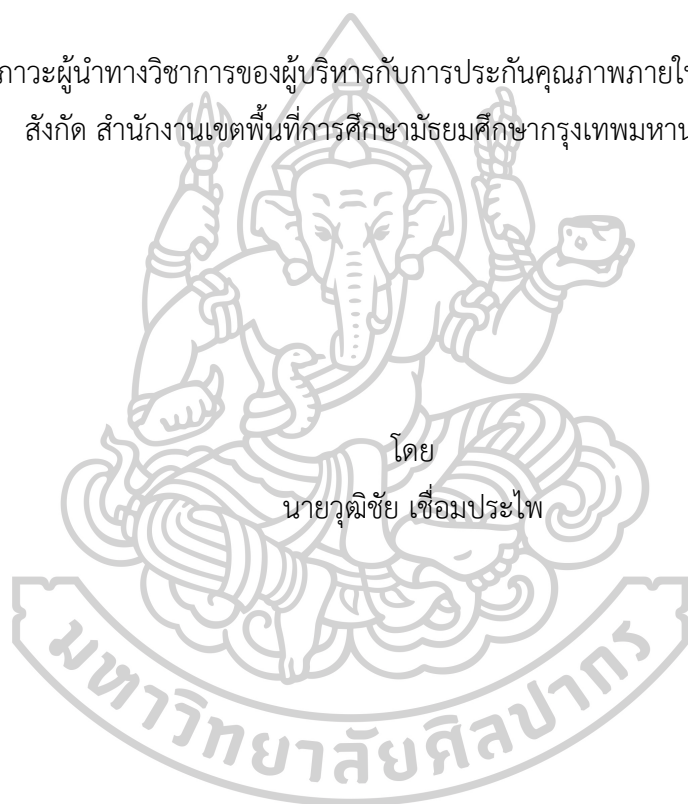 ภาวะผู้นำทางวิชาการของผู้บริหารกับการประกันคุณภาพภายใน
สังกัด สำนักงานเขตพื้นที่การศึกษามัธยมศึกษากรุงเทพมหาน
โดย
นายวุฒิชัย เชื่อมประไพ
มหาวิทยาลัยศิลปากร